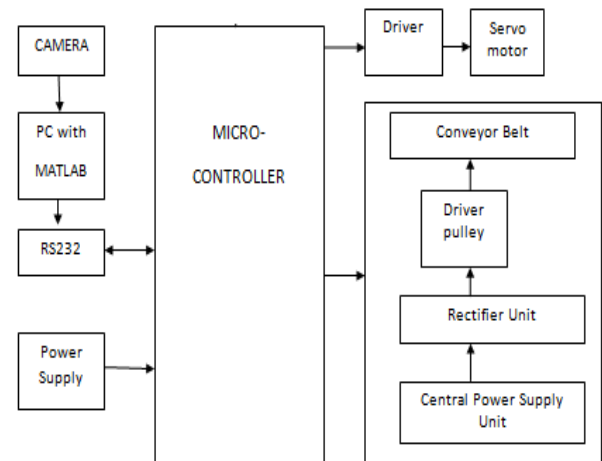 CAMERA
PC with
MATLAB
RS232
Power
Supply
MICRO-
CONTROLLER
Driver
Servo
motor
Conveyor Belt
Driver
pulley
Rectifier Unit
Central Power Supply
Unit